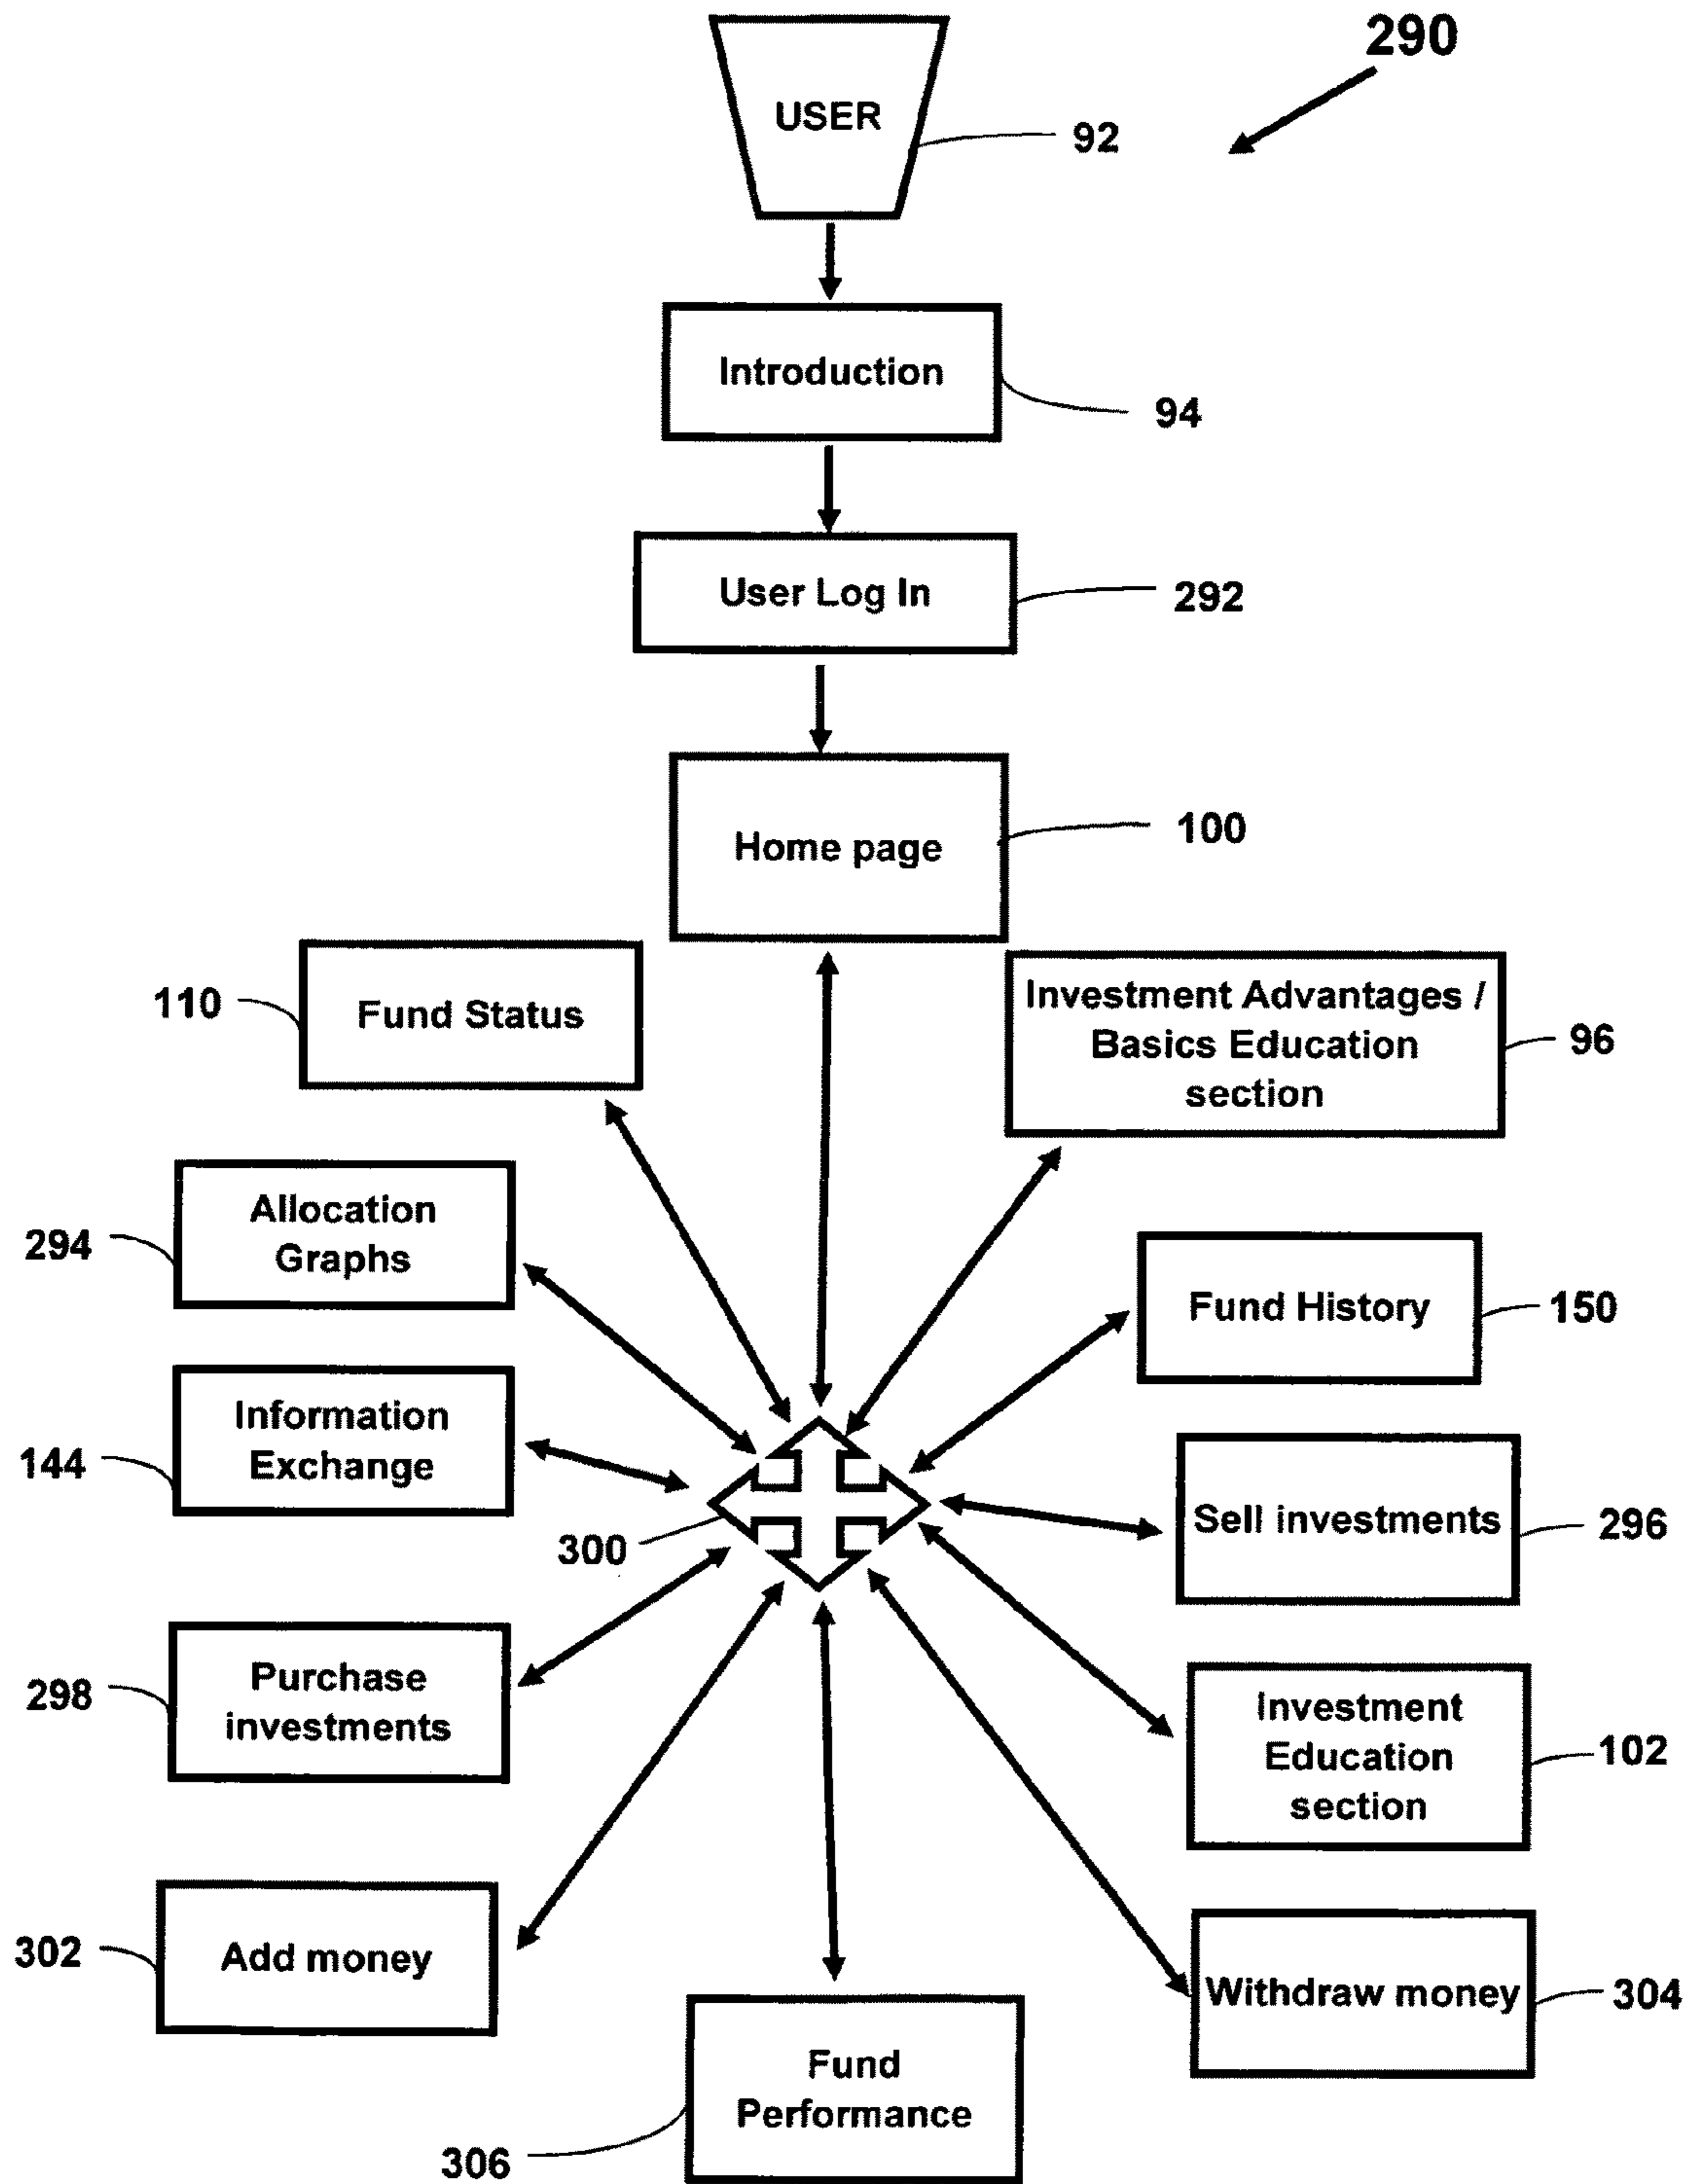 290
USER
92
Introduction
94
User Log In
292
Home page
100
Fund Status
110
Investment Advantages /
Basics Education
section
96
Allocation
Graphs
294
Fund History
150
Information
Exchange
144
Sell investments
296
300
Purchase
investments
298
Investment
Education
section
102
Add money
302
Withdraw money
304
Fund
Performance
306